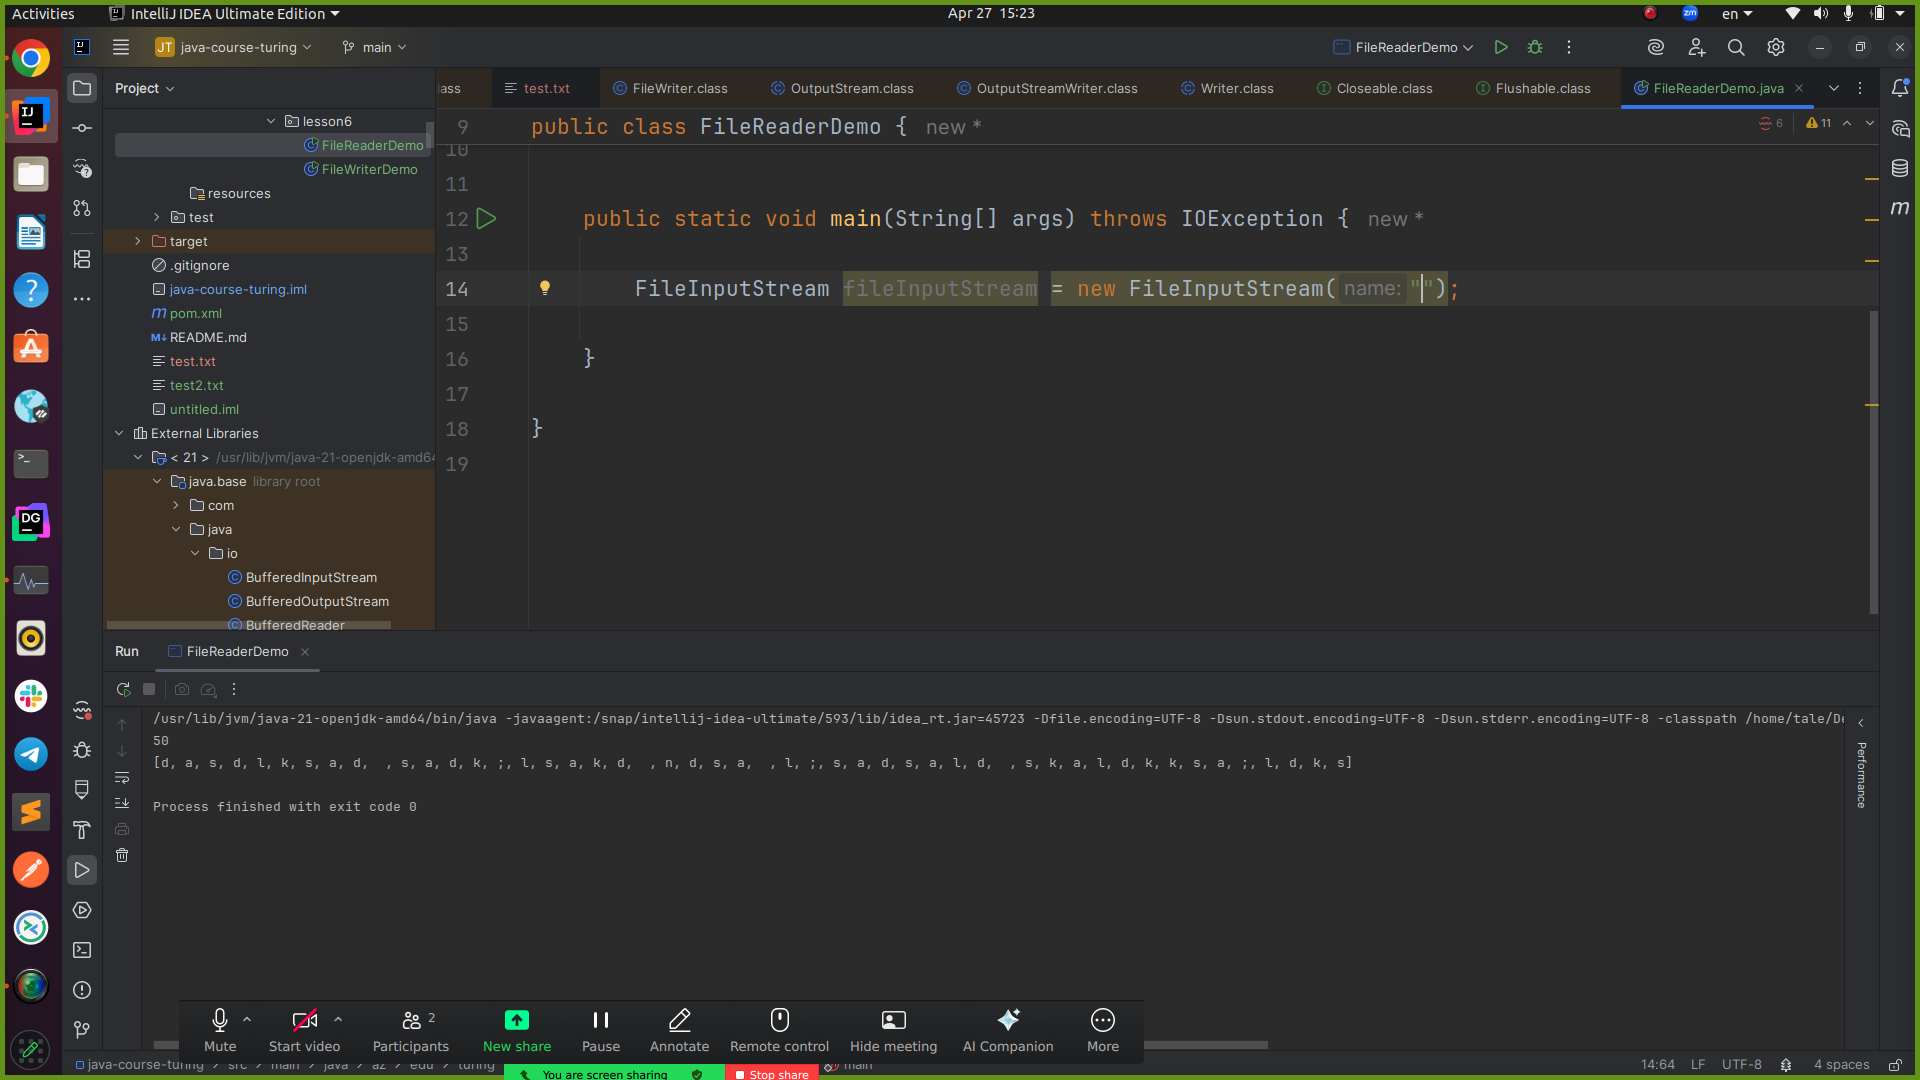 Activities IntelliJ IDEA Ultimate Edition Apr 27 15:23 zm en
JT java-course-turing main FileReaderDemo
Project
lass test.txt FileWriter.class OutputStream.class OutputStreamWriter.class Writer.class Closeable.class Flushable.class FileReaderDemo.java
lesson6
FileReaderDemo
FileWriterDemo
resources
test
target
.gitignore
java-course-turing.iml
pom.xml
README.md
test.txt
test2.txt
untitled.iml
External Libraries
< 21 > /usr/lib/jvm/java-21-openjdk-amd64
java.base library root
com
java
io
BufferedInputStream
BufferedOutputStream
BufferedReader
9 public class FileReaderDemo { new * 6 11
10
11
12 public static void main(String[] args) throws IOException { new *
13
14 FileInputStream fileInputStream = new FileInputStream( name: "");
15
16 }
17
18 }
19
Run FileReaderDemo
/usr/lib/jvm/java-21-openjdk-amd64/bin/java -javaagent:/snap/intellij-idea-ultimate/593/lib/idea_rt.jar=45723 -Dfile.encoding=UTF-8 -Dsun.stdout.encoding=UTF-8 -Dsun.stderr.encoding=UTF-8 -classpath /home/tale/De
50
[d, a, s, d, l, k, s, a, d,  , s, a, d, k, ;, l, s, a, k, d,  , n, d, s, a,  , l, ;, s, a, d, s, a, l, d,  , s, k, a, l, d, k, k, s, a, ;, l, d, k, s]
Process finished with exit code 0
Performance
2
Mute Start video Participants New share Pause Annotate Remote control Hide meeting AI Companion More
java-course-turing > src > main > java > az > edu > turing main 14:64 LF UTF-8 4 spaces
You are screen sharing Stop share